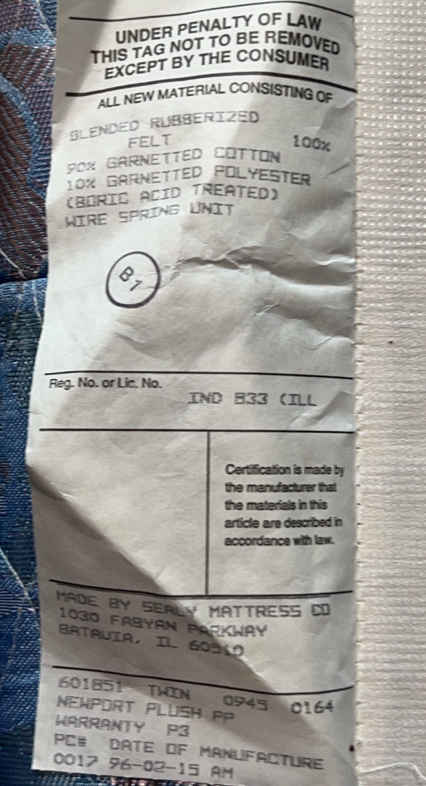 UNDER PENALTY OF LAW
THIS TAG NOT TO BE REMOVED
EXCEPT BY THE CONSUMER
ALL NEW MATERIAL CONSISTING OF
BLENDED RUBBERIZED
FELT 100%
90% GARNETTED COTTON
10% GARNETTED POLYESTER
(BORIC ACID TREATED)
WIRE SPRING UNIT
B7
Reg. No. or Lic. No.
IND 833 (ILL
Certification is made by
the manufacturer that
the materials in this
article are described in
accordance with law.
MADE BY SEALY MATTRESS CO
1030 FABYAN PARKWAY
BATAVIA, IL 60510
601851 TWIN 0945 0164
NEWPORT PLUSH PP
WARRANTY P3
PC# DATE OF MANUFACTURE
0017 96-02-15 AM